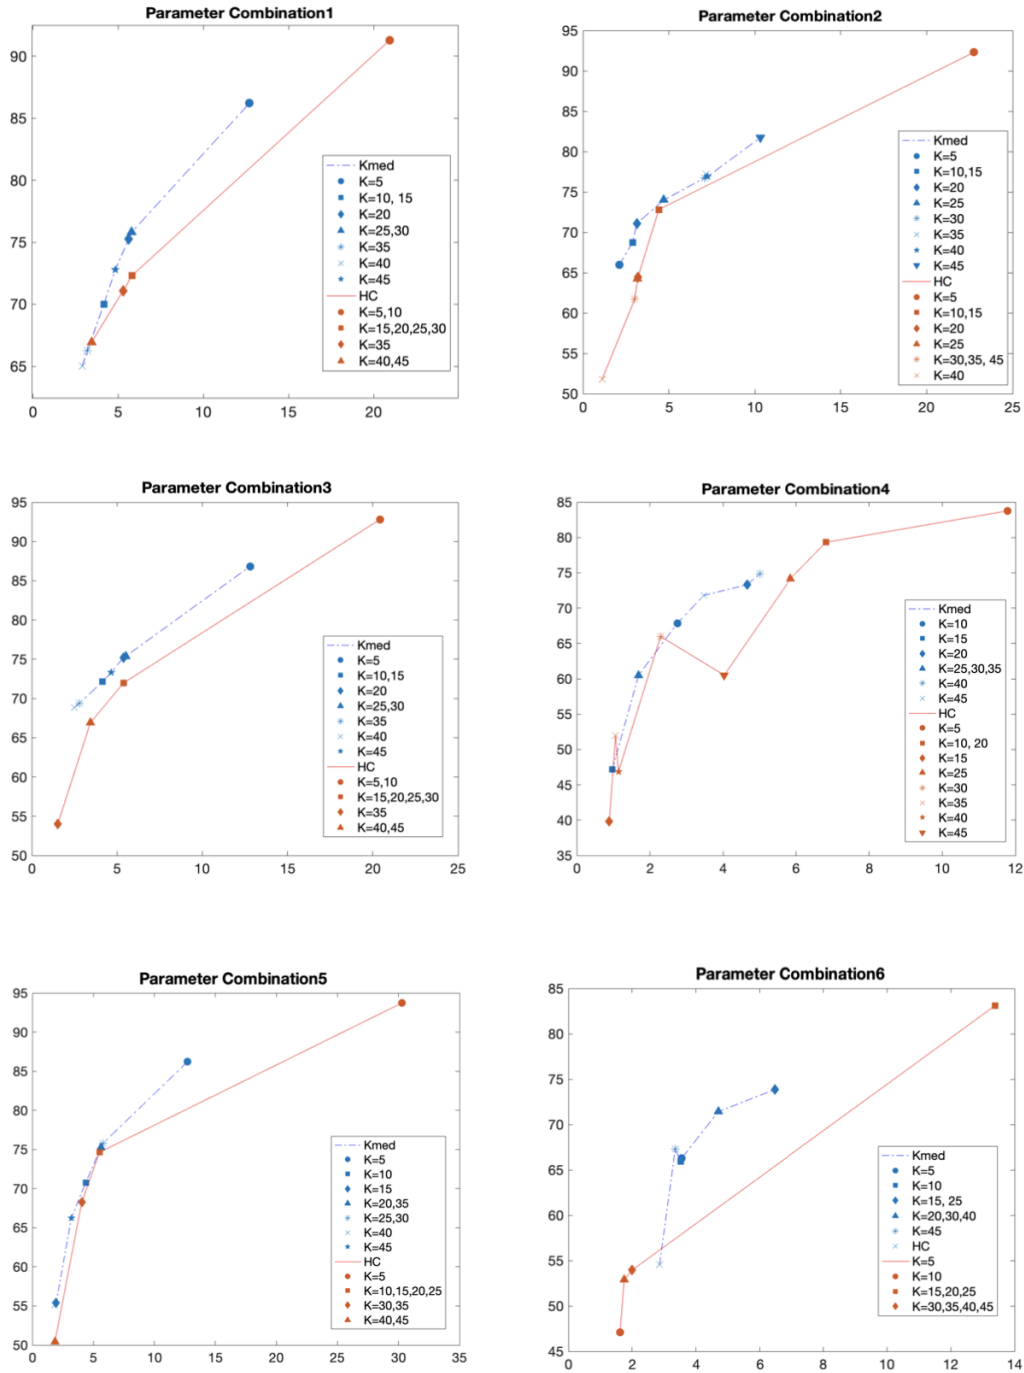 Parameter Combination1
90
85
80
75
70
65
0
5
10
15
20
Kmed
K=5
K=10, 15
K=20
K=25,30
K=35
K=40
K=45
HC
K=5,10
K=15,20,25,30
K=35
K=40,45
Parameter Combination2
95
90
85
80
75
70
65
60
55
50
0
5
10
15
20
25
Kmed
K=5
K=10,15
K=20
K=25
K=30
K=35
K=40
K=45
HC
K=5
K=10,15
K=20
K=25
K=30,35, 45
K=40
Parameter Combination3
95
90
85
80
75
70
65
60
55
50
0
5
10
15
20
25
Kmed
K=5
K=10,15
K=20
K=25,30
K=35
K=40
K=45
HC
K=5,10
K=15,20,25,30
K=35
K=40,45
Parameter Combination4
85
80
75
70
65
60
55
50
45
40
35
0
2
4
6
8
10
12
Kmed
K=10
K=15
K=20
K=25,30,35
K=40
K=45
HC
K=5
K=10, 20
K=15
K=25
K=30
K=35
K=40
K=45
Parameter Combination5
95
90
85
80
75
70
65
60
55
50
0
5
10
15
20
25
30
35
Kmed
K=5
K=10
K=15
K=20,35
K=25,30
K=40
K=45
HC
K=5
K=10,15,20,25
K=30,35
K=40,45
Parameter Combination6
85
80
75
70
65
60
55
50
45
0
2
4
6
8
10
12
14
Kmed
K=5
K=10
K=15, 25
K=20,30,40
K=45
HC
K=5
K=10
K=15,20,25
K=30,35,40,45